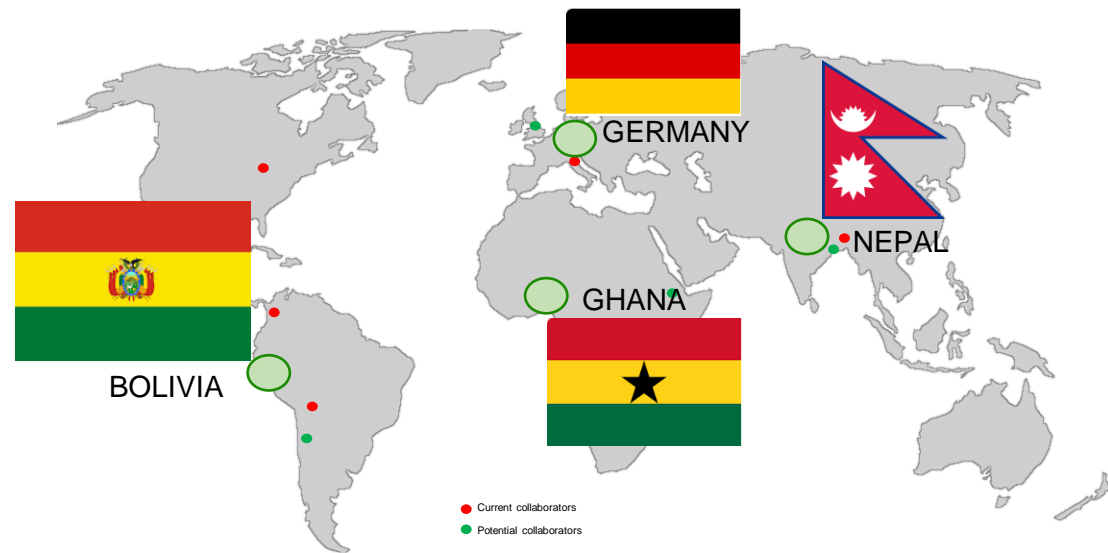 GERMANY
NEPAL
GHANA
BOLIVIA
Current collaborators
Potential collaborators